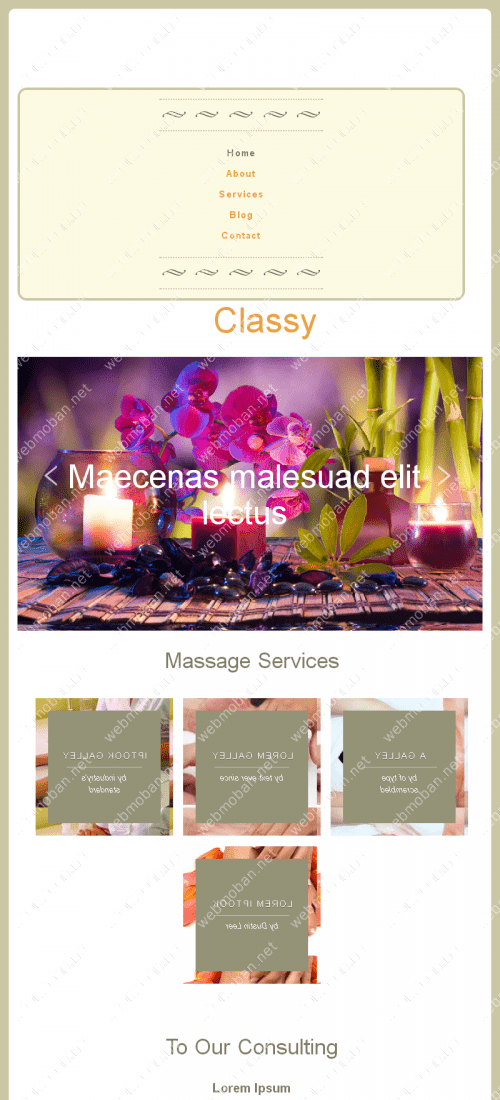 Home
About
Services
Blog
Contact
Classy
Maecenas malesuad elit
lectus
Massage Services
IPTOOK GALLEY
by industry's
standard
LOREM GALLEY
by text ever since
A GALLEY
by of type
scrambled
LOREM IPTOOK
by Dustin Leer
To Our Consulting
Lorem Ipsum
webmoban.net